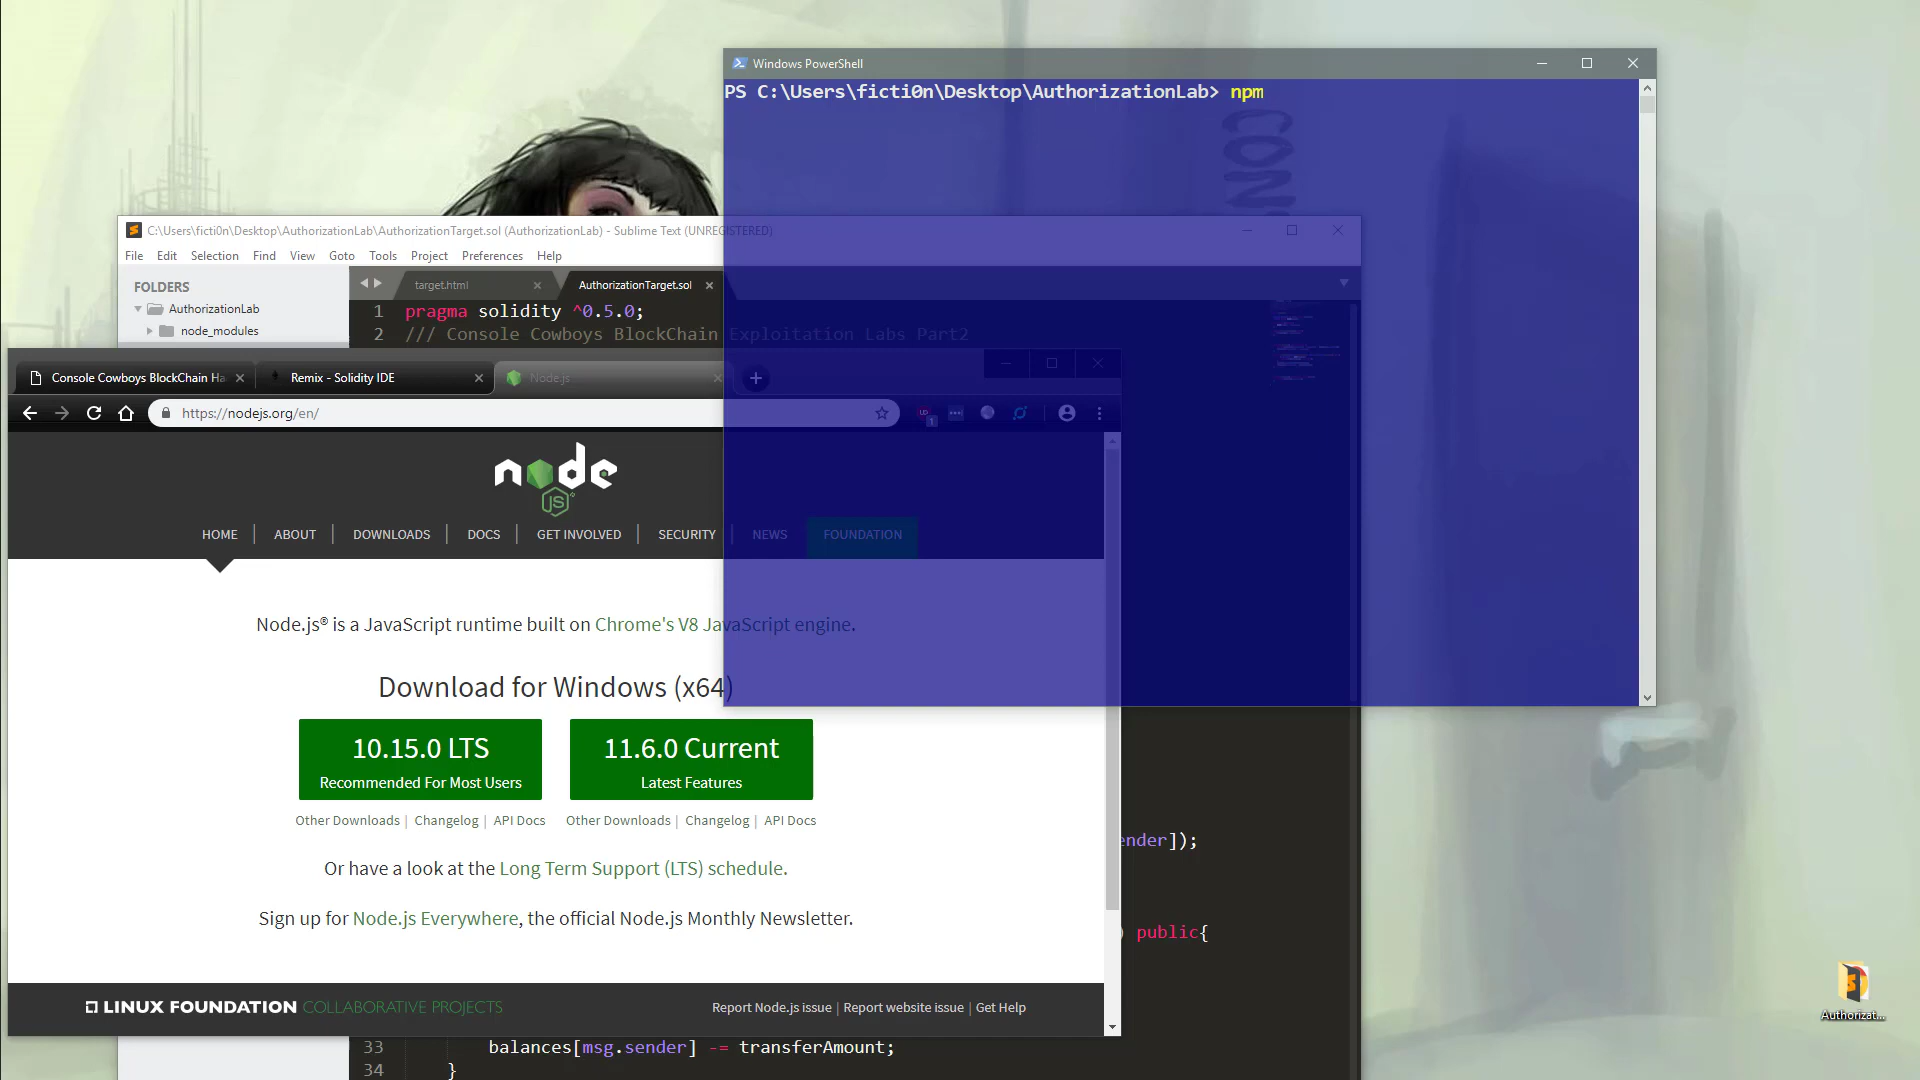 Windows PowerShell
PS C:\Users\ficti0n\Desktop\AuthorizationLab> npm
CON
C:\Users\ficti0n\Desktop\AuthorizationLab\AuthorizationTarget.sol (AuthorizationLab) - Sublime Text (UNREGISTERED)
File Edit Selection Find View Goto Tools Project Preferences Help
FOLDERS
AuthorizationLab
node_modules
target.html
AuthorizationTarget.sol
1 pragma solidity ^0.5.0;
2 /// Console Cowboys BlockChain Exploitation Labs Part2
Console Cowboys BlockChain Ha
Remix - Solidity IDE
Node.js
https://nodejs.org/en/
UD
1
node
JS
HOME ABOUT DOWNLOADS DOCS GET INVOLVED SECURITY NEWS FOUNDATION
Node.js® is a JavaScript runtime built on Chrome's V8 JavaScript engine.
Download for Windows (x64)
10.15.0 LTS
Recommended For Most Users
11.6.0 Current
Latest Features
Other Downloads | Changelog | API Docs
Other Downloads | Changelog | API Docs
Or have a look at the Long Term Support (LTS) schedule.
Sign up for Node.js Everywhere, the official Node.js Monthly Newsletter.
LINUX FOUNDATION COLLABORATIVE PROJECTS
Report Node.js issue | Report website issue | Get Help
ender]);
) public{
33 balances[msg.sender] -= transferAmount;
34 }
Authorizat...